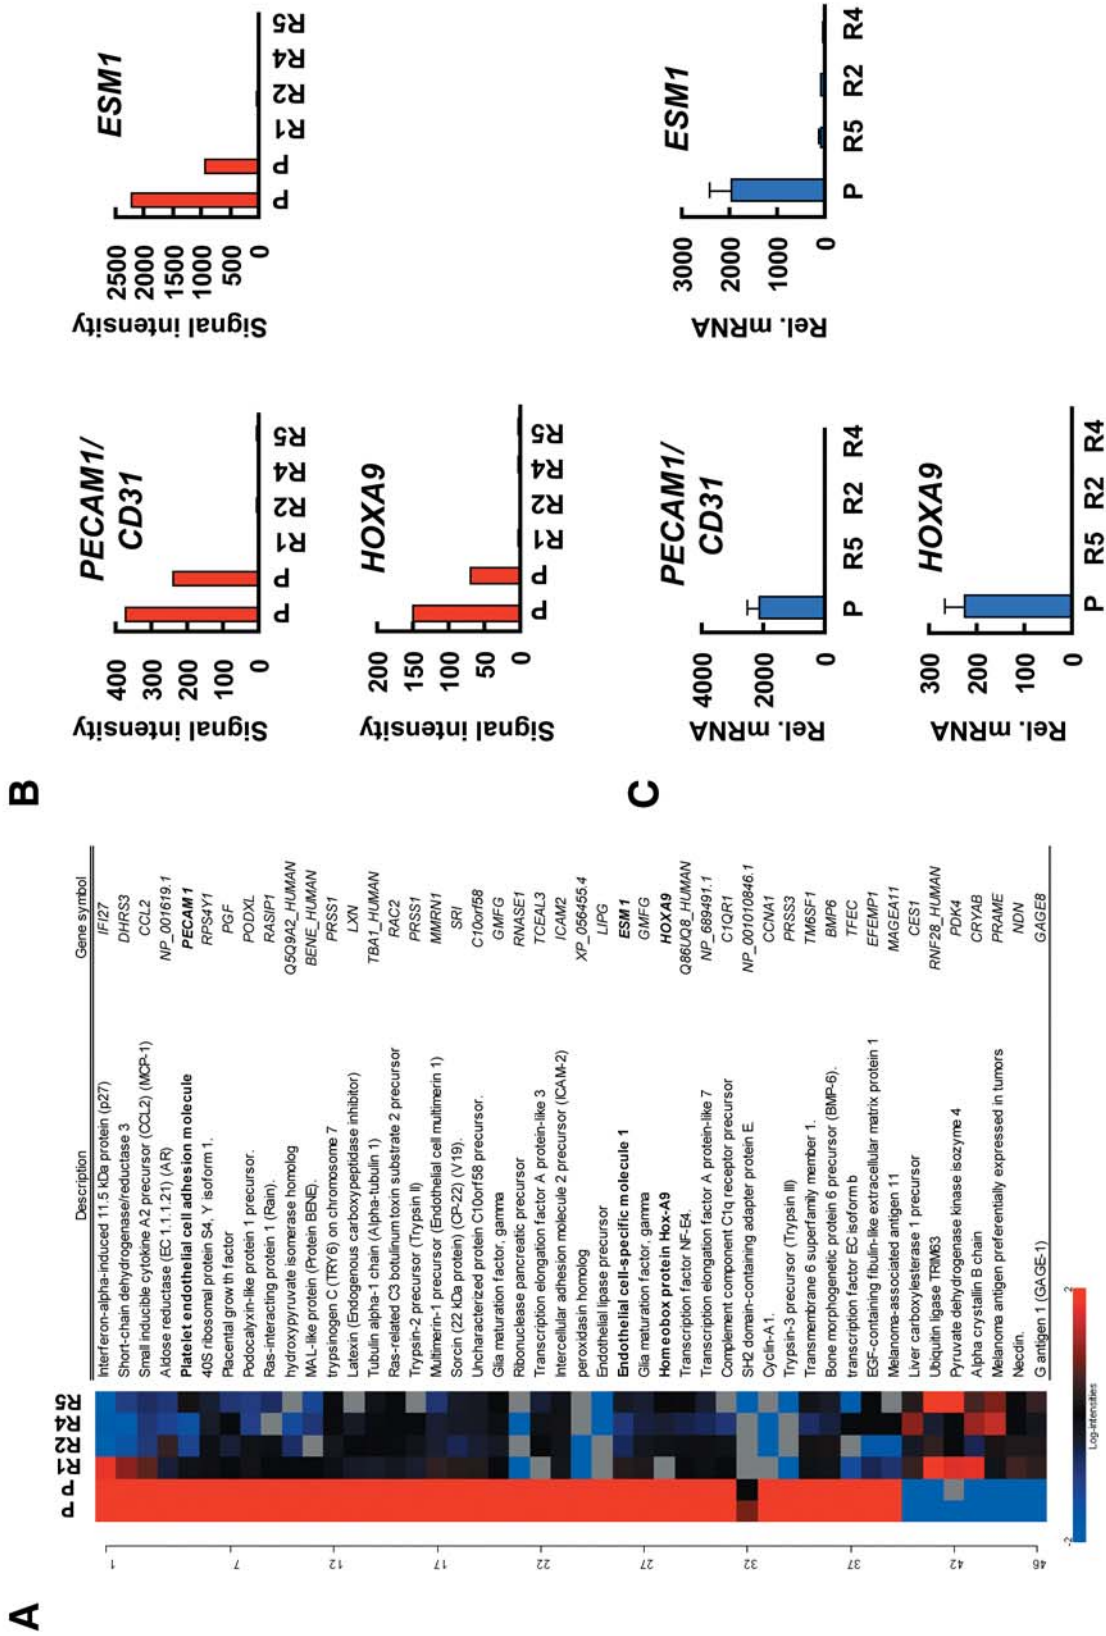 A
P P R1 R2 R4 R5
Description Gene symbol
1
7
12
17
22
27
32
37
42
46
Interferon-alpha-induced 11.5 kDa protein (p27) IFI27
Short-chain dehydrogenase/reductase 3 DHRS3
Small inducible cytokine A2 precursor (CCL2) (MCP-1) CCL2
Aldose reductase (EC 1.1.1.21) (AR) NP_001619.1
Platelet endothelial cell adhesion molecule PECAM1
40S ribosomal protein S4, Y isoform 1. RPS4Y1
Placental growth factor PGF
Podocalyxin-like protein 1 precursor. PODXL
Ras-interacting protein 1 (Rain). RASIP1
hydroxypyruvate isomerase homolog Q5Q9A2_HUMAN
MAL-like protein (Protein BENE). BENE_HUMAN
trypsinogen C (TRY6) on chromosome 7 PRSS1
Latexin (Endogenous carboxypeptidase inhibitor) LXN
Tubulin alpha-1 chain (Alpha-tubulin 1) TBA1_HUMAN
Ras-related C3 botulinum toxin substrate 2 precursor RAC2
Trypsin-2 precursor (Trypsin II) PRSS1
Multimerin-1 precursor (Endothelial cell multimerin 1) MMRN1
Sorcin (22 kDa protein) (CP-22) (V19). SRI
Uncharacterized protein C10orf58 precursor. C10orf58
Glia maturation factor, gamma GMFG
Ribonuclease pancreatic precursor RNASE1
Transcription elongation factor A protein-like 3 TCEAL3
Intercellular adhesion molecule 2 precursor (ICAM-2) ICAM2
peroxidasin homolog XP_056455.4
Endothelial lipase precursor LIPG
Endothelial cell-specific molecule 1 ESM1
Glia maturation factor, gamma GMFG
Homeobox protein Hox-A9 HOXA9
Transcription factor NF-E4. Q86UQ8_HUMAN
Transcription elongation factor A protein-like 7 NP_689491.1
Complement component C1q receptor precursor C1QR1
SH2 domain-containing adapter protein E. NP_001010846.1
Cyclin-A1. CCNA1
Trypsin-3 precursor (Trypsin III) PRSS3
Transmembrane 6 superfamily member 1. TM6SF1
Bone morphogenetic protein 6 precursor (BMP-6). BMP6
transcription factor EC isoform b TFEC
EGF-containing fibulin-like extracellular matrix protein 1 EFEMP1
Melanoma-associated antigen 11 MAGEA11
Liver carboxylesterase 1 precursor CES1
Ubiquitin ligase TRIM63 RNF28_HUMAN
Pyruvate dehydrogenase kinase isozyme 4 PDK4
Alpha crystallin B chain CRYAB
Melanoma antigen preferentially expressed in tumors PRAME
Necdin. NDN
G antigen 1 (GAGE-1) GAGE8
-2 2
Log-intensities
B
PECAM1/
CD31
Signal intensity
400
300
200
100
0
P P R1 R2 R4 R5
ESM1
Signal intensity
2500
2000
1500
1000
500
0
P P R1 R2 R4 R5
HOXA9
Signal intensity
200
150
100
50
0
P P R1 R2 R4 R5
C
PECAM1/
CD31
Rel. mRNA
4000
2000
0
P R5 R2 R4
ESM1
Rel. mRNA
3000
2000
1000
0
P R5 R2 R4
HOXA9
Rel. mRNA
300
200
100
0
P R5 R2 R4